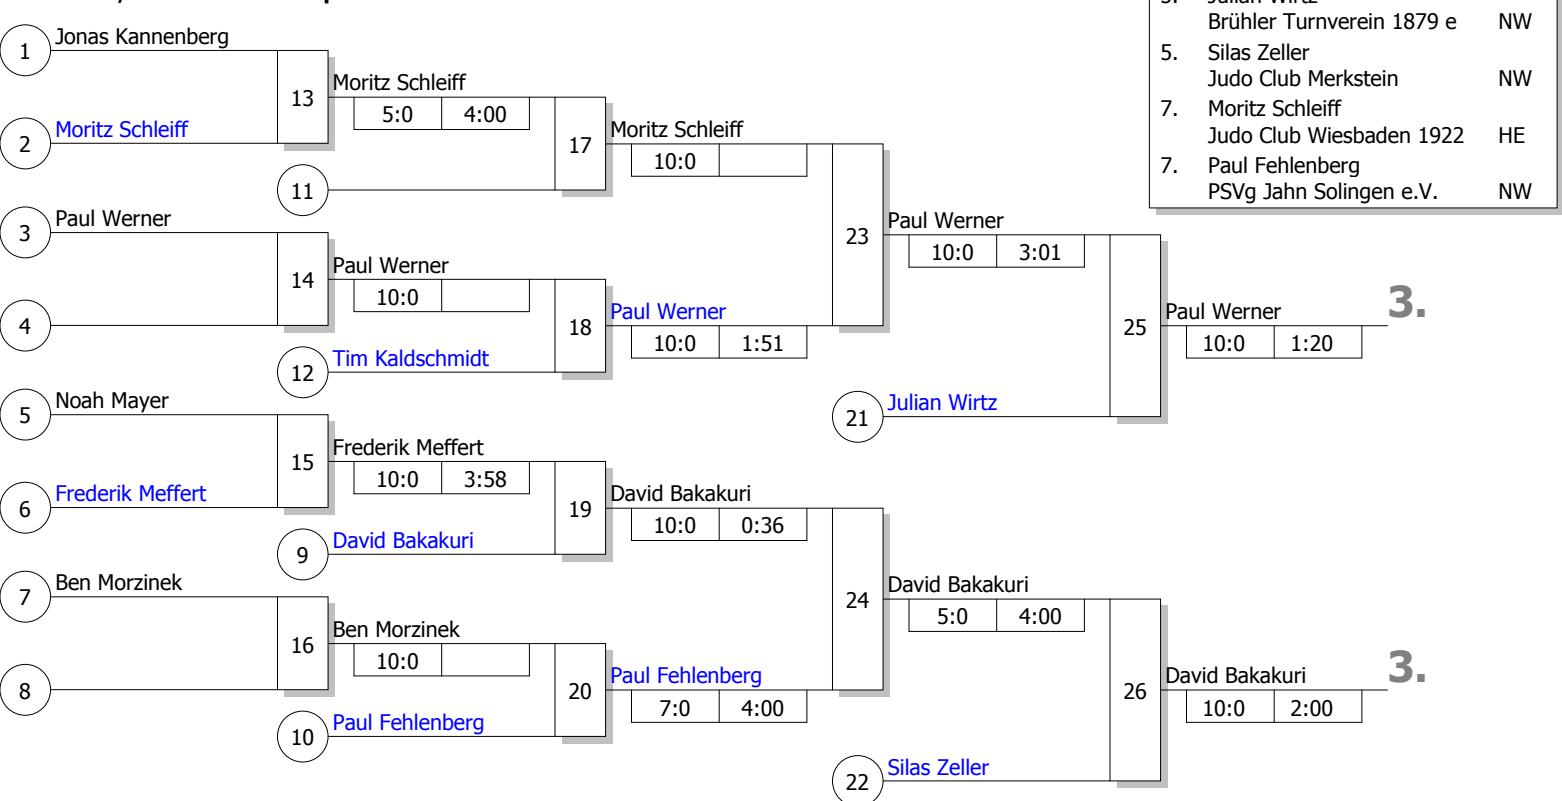 Jonas Kannenberg
1
13
Moritz Schleiff
5:0 4:00
Moritz Schleiff
2
17
Moritz Schleiff
10:0
11
Paul Werner
3
23
Paul Werner
10:0 3:01
14
Paul Werner
10:0
4
18
Paul Werner
10:0 1:51
Tim Kaldschmidt
12
25
Paul Werner
10:0 1:20
3.
Noah Mayer
5
Julian Wirtz
21
15
Frederik Meffert
10:0 3:58
Frederik Meffert
6
19
David Bakakuri
10:0 0:36
David Bakakuri
9
Ben Morzinek
7
24
David Bakakuri
5:0 4:00
16
Ben Morzinek
10:0
8
20
Paul Fehlenberg
7:0 4:00
Paul Fehlenberg
10
26
David Bakakuri
10:0 2:00
3.
Silas Zeller
22
Brühler Turnverein 1879 e NW
5. Silas Zeller
Judo Club Merkstein NW
7. Moritz Schleiff
Judo Club Wiesbaden 1922 HE
7. Paul Fehlenberg
PSVg Jahn Solingen e.V. NW